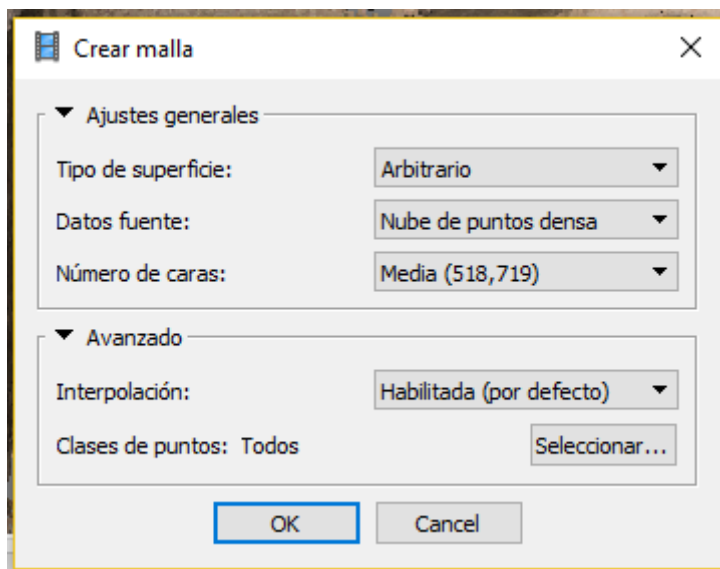 Crear malla
Ajustes generales
Tipo de superficie: Arbitrario
Datos fuente: Nube de puntos densa
Número de caras: Media (518,719)
Avanzado
Interpolación: Habilitada (por defecto)
Clases de puntos: Todos Seleccionar...
OK Cancel